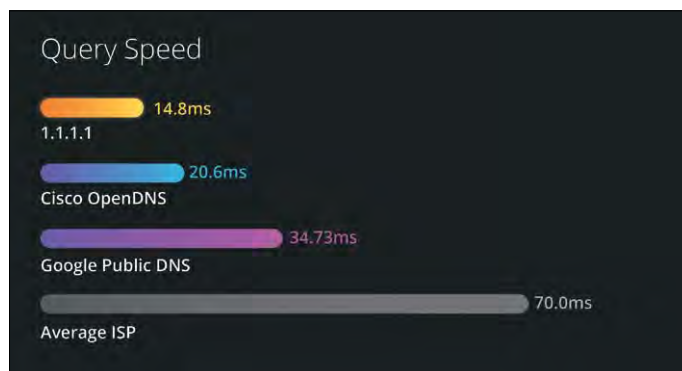 Query Speed
14.8ms
1.1.1.1
20.6ms
Cisco OpenDNS
34.73ms
Google Public DNS
70.0ms
Average ISP